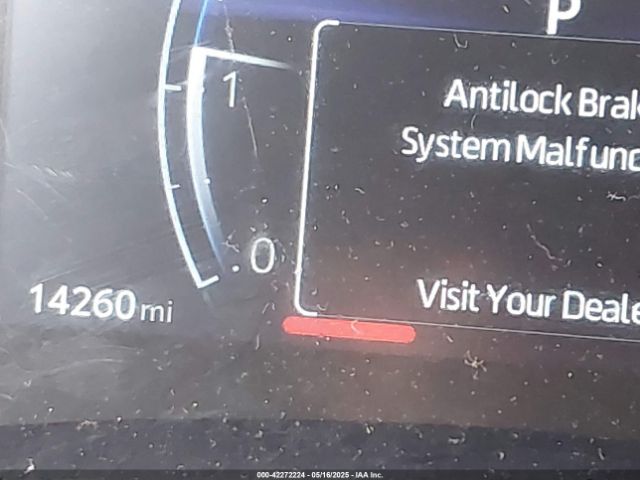 P
1
Antilock Brak
System Malfunc
.0
14260 mi
Visit Your Deale
000-42272224 - 05/16/2025 - IAA Inc.